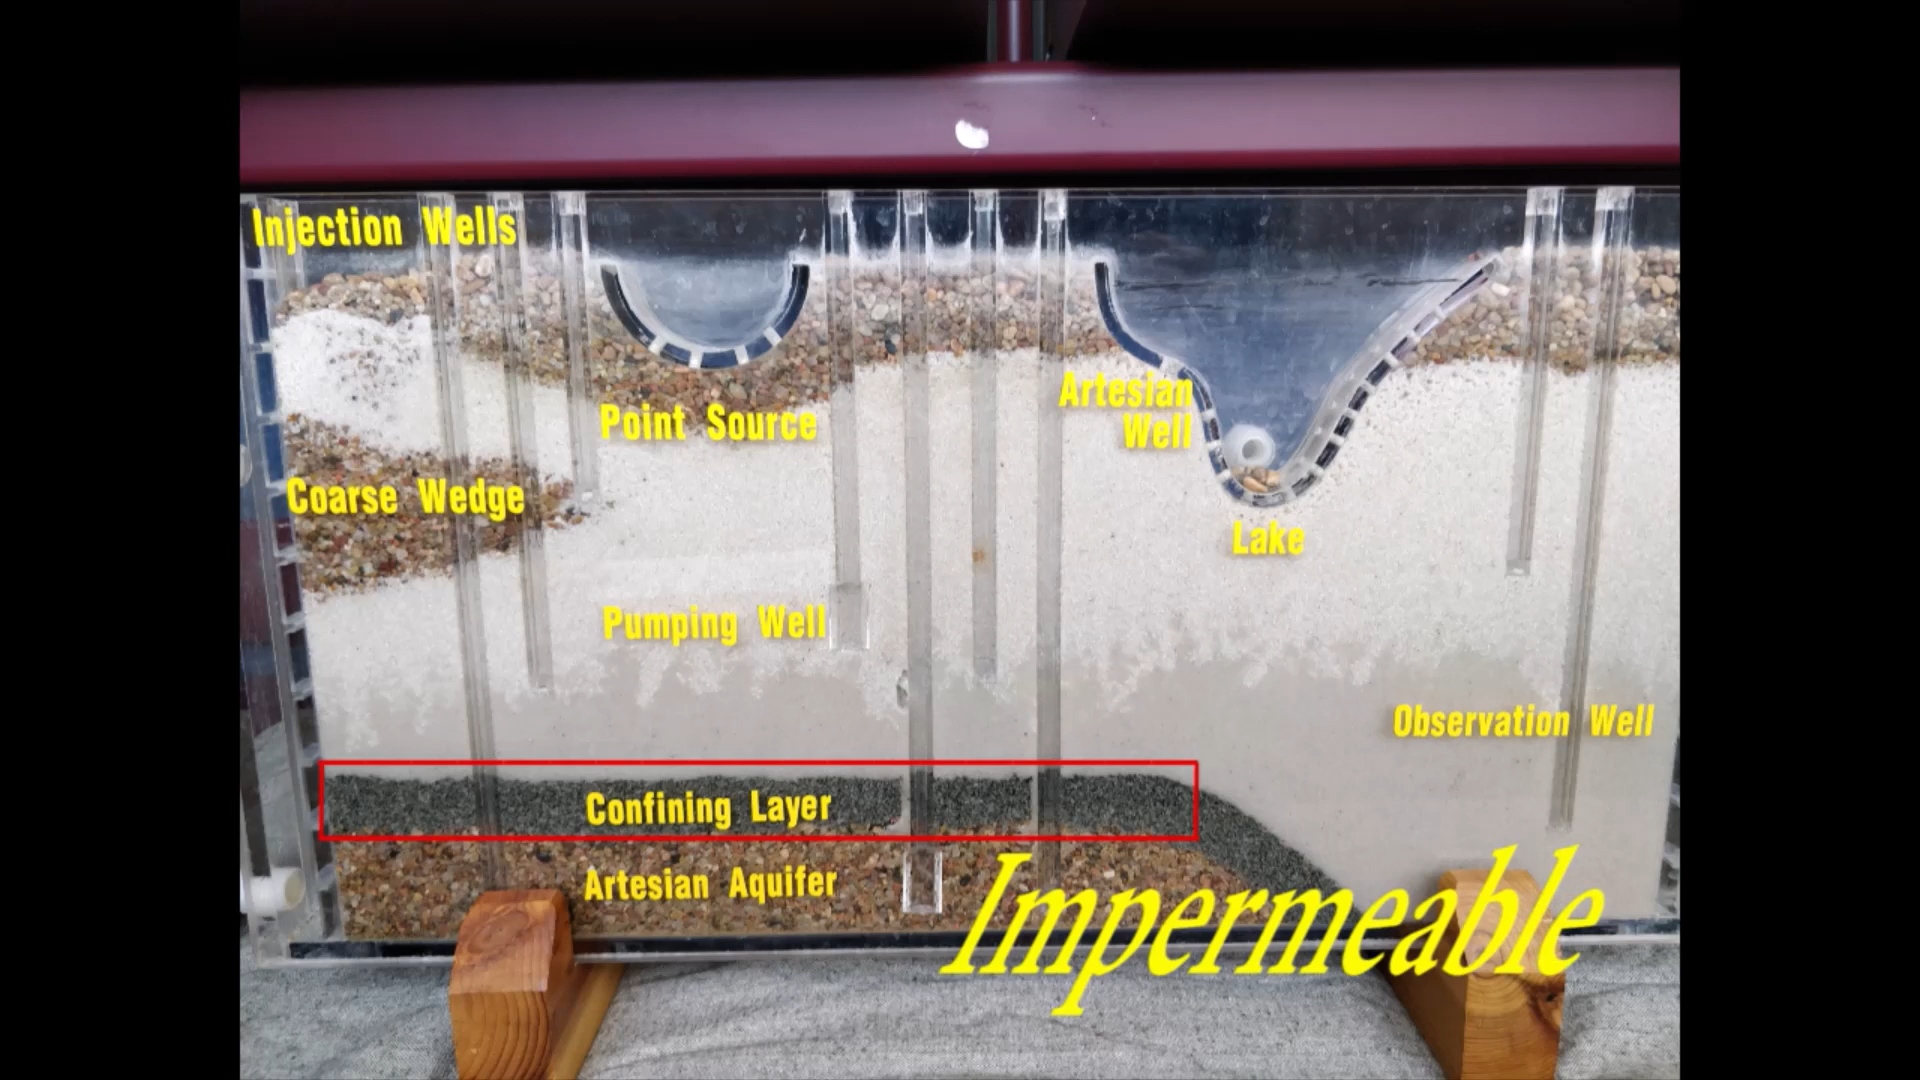 Injection Wells
Artesian
Well
Point Source
Coarse Wedge
Lake
Pumping Well
Observation Well
Confining Layer
Artesian Aquifer
Impermeable